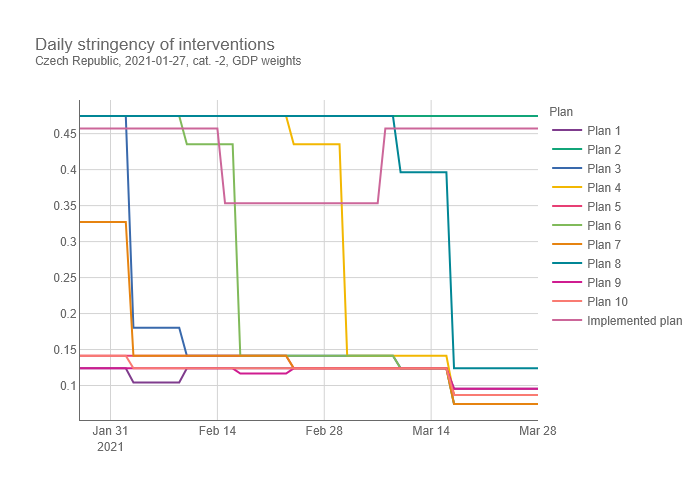 Daily stringency of interventions
Czech Republic, 2021-01-27, cat. -2, GDP weights
Plan
Plan 1
Plan 2
Plan 3
Plan 4
Plan 5
Plan 6
Plan 7
Plan 8
Plan 9
Plan 10
Implemented plan
0.45
0.4
0.35
0.3
0.25
0.2
0.15
0.1
Jan 31 Feb 14 Feb 28 Mar 14 Mar 28
2021